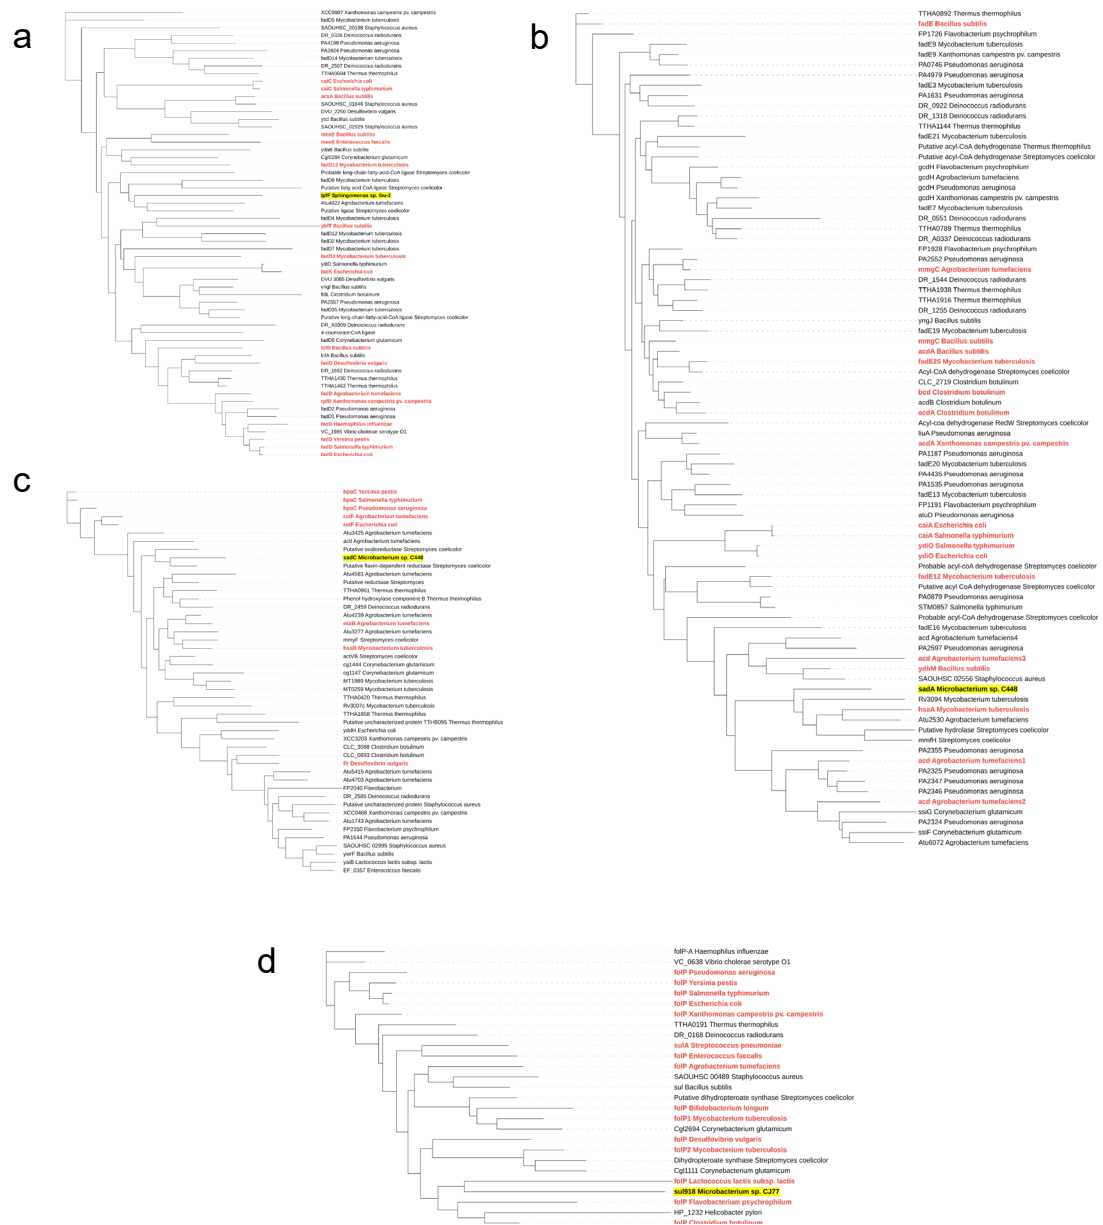 a
XCC0887 Xanthomonas campestris pv. campestris
fadD5 Mycobacterium tuberculosis
SAOUHSC_00198 Staphylococcus aureus
DR_0336 Deinococcus radiodurans
PA4198 Pseudomonas aeruginosa
PA2924 Pseudomonas aeruginosa
fadD14 Mycobacterium tuberculosis
DR_2507 Deinococcus radiodurans
TTHA0604 Thermus thermophilus
caiC Escherichia coli
caiC Salmonella typhimurium
acsA Bacillus subtilis
SAOUHSC_01846 Staphylococcus aureus
DVU_2250 Desulfovibrio vulgaris
ytcI Bacillus subtilis
SAOUHSC_02929 Staphylococcus aureus
menE Bacillus subtilis
menE Enterococcus faecalis
ydaB Bacillus subtilis
Cgl0284 Corynebacterium glutamicum
fadD13 Mycobacterium tuberculosis
Probable long-chain-fatty-acid-CoA ligase Streptomyces coelicolor
fadD8 Mycobacterium tuberculosis
Putative fatty acid CoA ligase Streptomyces coelicolor
ipfF Sphingomonas sp. Ibu-2
Atu4822 Agrobacterium tumefaciens
Putative ligase Streptomyces coelicolor
fadD4 Mycobacterium tuberculosis
yhfT Bacillus subtilis
fadD12 Mycobacterium tuberculosis
fadD2 Mycobacterium tuberculosis
fadD7 Mycobacterium tuberculosis
fadD3 Mycobacterium tuberculosis
ydiD Salmonella typhimurium
fadK Escherichia coli
DVU 3065 Desulfovibrio vulgaris
yngI Bacillus subtilis
fldL Clostridium botulinum
PA2557 Pseudomonas aeruginosa
fadD35 Mycobacterium tuberculosis
Putative long-chain-fatty-acid-CoA ligase Streptomyces coelicolor
DR_A0309 Deinococcus radiodurans
4-coumarate:CoA ligase
fadD5 Corynebacterium glutamicum
lcfB Bacillus subtilis
lcfA Bacillus subtilis
fadD Desulfovibrio vulgaris
DR_1692 Deinococcus radiodurans
TTHA1430 Thermus thermophilus
TTHA1463 Thermus thermophilus
fadD Agrobacterium tumefaciens
rpfB Xanthomonas campestris pv. campestris
fadD2 Pseudomonas aeruginosa
fadD1 Pseudomonas aeruginosa
fadD Haemophilus influenzae
VC_1985 Vibrio cholerae serotype O1
fadD Yersinia pestis
fadD Salmonella typhimurium
fadD Escherichia coli
b
TTHA0892 Thermus thermophilus
fadE Bacillus subtilis
FP1726 Flavobacterium psychrophilum
fadE9 Mycobacterium tuberculosis
fadE9 Xanthomonas campestris pv. campestris
PA0746 Pseudomonas aeruginosa
PA4979 Pseudomonas aeruginosa
fadE3 Mycobacterium tuberculosis
PA1631 Pseudomonas aeruginosa
DR_0922 Deinococcus radiodurans
DR_1318 Deinococcus radiodurans
TTHA1144 Thermus thermophilus
fadE21 Mycobacterium tuberculosis
Putative acyl-CoA dehydrogenase Thermus thermophilus
Putative acyl-CoA dehydrogenase Streptomyces coelicolor
gcdH Flavobacterium psychrophilum
gcdH Agrobacterium tumefaciens
gcdH Pseudomonas aeruginosa
gcdH Xanthomonas campestris pv. campestris
fadE7 Mycobacterium tuberculosis
DR_0551 Deinococcus radiodurans
TTHA0789 Thermus thermophilus
DR_A0337 Deinococcus radiodurans
FP1928 Flavobacterium psychrophilum
PA2552 Pseudomonas aeruginosa
mmgC Agrobacterium tumefaciens
DR_1544 Deinococcus radiodurans
TTHA1938 Thermus thermophilus
TTHA1916 Thermus thermophilus
DR_1255 Deinococcus radiodurans
yngJ Bacillus subtilis
fadE19 Mycobacterium tuberculosis
mmgC Bacillus subtilis
acdA Bacillus subtilis
fadE25 Mycobacterium tuberculosis
Acyl-CoA dehydrogenase Streptomyces coelicolor
CLC_2719 Clostridium botulinum
bcd Clostridium botulinum
acdB Clostridium botulinum
acdA Clostridium botulinum
Acyl-coa dehydrogenase RedW Streptomyces coelicolor
liuA Pseudomonas aeruginosa
acdA Xanthomonas campestris pv. campestris
PA1187 Pseudomonas aeruginosa
fadE20 Mycobacterium tuberculosis
PA4435 Pseudomonas aeruginosa
PA1535 Pseudomonas aeruginosa
fadE13 Mycobacterium tuberculosis
FP1191 Flavobacterium psychrophilum
atuD Pseudomonas aeruginosa
caiA Escherichia coli
caiA Salmonella typhimurium
ydiO Salmonella typhimurium
ydiO Escherichia coli
Probable acyl-coA dehydrogenase Streptomyces coelicolor
fadE12 Mycobacterium tuberculosis
Putative acyl CoA dehydrogenase Streptomyces coelicolor
PA0879 Pseudomonas aeruginosa
STM0857 Salmonella typhimurium
Probable acyl-CoA dehydrogenase Streptomyces coelicolor
fadE16 Mycobacterium tuberculosis
acd Agrobacterium tumefaciens4
PA2597 Pseudomonas aeruginosa
acd Agrobacterium tumefaciens3
ydbM Bacillus subtilis
SAOUHSC 02556 Staphylococcus aureus
sadA Microbacterium sp. C448
Rv3094 Mycobacterium tuberculosis
hsaA Mycobacterium tuberculosis
Atu2530 Agrobacterium tumefaciens
Putative hydrolase Streptomyces coelicolor
mmfH Streptomyces coelicolor
PA2355 Pseudomonas aeruginosa
acd Agrobacterium tumefaciens1
PA2325 Pseudomonas aeruginosa
PA2347 Pseudomonas aeruginosa
PA2346 Pseudomonas aeruginosa
acd Agrobacterium tumefaciens2
ssiG Corynebacterium glutamicum
PA2324 Pseudomonas aeruginosa
ssiF Corynebacterium glutamicum
Atu6072 Agrobacterium tumefaciens
c
hpaC Yersinia pestis
hpaC Salmonella typhimurium
hpaC Pseudomonas aeruginosa
rutF Agrobacterium tumefaciens
rutF Escherichia coli
Atu3425 Agrobacterium tumefaciens
actI Agrobacterium tumefaciens
Putative oxidoreductase Streptomyces coelicolor
sadC Microbacterium sp. C448
Putative flavin-dependent reductase Streptomyces coelicolor
Atu4581 Agrobacterium tumefaciens
Putative reductase Streptomyces
TTHA0961 Thermus thermophilus
Phenol hydroxylase component B Thermus thermophilus
DR_2459 Deinococcus radiodurans
Atu4239 Agrobacterium tumefaciens
ntaB Agrobacterium tumefaciens
Atu3277 Agrobacterium tumefaciens
mmyF Streptomyces coelicolor
hsaB Mycobacterium tuberculosis
actVB Streptomyces coelicolor
cg1444 Corynebacterium glutamicum
cg1147 Corynebacterium glutamicum
MT1989 Mycobacterium tuberculosis
MT0259 Mycobacterium tuberculosis
TTHA0420 Thermus thermophilus
Rv3007c Mycobacterium tuberculosis
TTHA1858 Thermus thermophilus
Putative uncharacterized protein TTHB095 Thermus thermophilus
yddH Escherichia coli
XCC3203 Xanthomonas campestris pv. campestris
CLC_3088 Clostridium botulinum
CLC_0893 Clostridium botulinum
flr Desulfovibrio vulgaris
Atu5415 Agrobacterium tumefaciens
Atu4703 Agrobacterium tumefaciens
FP2040 Flavobacterium
DR_2565 Deinococcus radiodurans
Putative uncharacterized protein Staphylococcus aureus
XCC0468 Xanthomonas campestris pv. campestris
Atu1743 Agrobacterium tumefaciens
FP2350 Flavobacterium psychrophilum
PA1644 Pseudomonas aeruginosa
SAOUHSC 02995 Staphylococcus aureus
ywrF Bacillus subtilis
yaiB Lactococcus lactis subsp. lactis
EF_0357 Enterococcus faecalis
d
folP-A Haemophilus influenzae
VC_0638 Vibrio cholerae serotype O1
folP Pseudomonas aeruginosa
folP Yersinia pestis
folP Salmonella typhimurium
folP Escherichia coli
folP Xanthomonas campestris pv. campestris
TTHA0191 Thermus thermophilus
DR_0168 Deinococcus radiodurans
sulA Streptococcus pneumoniae
folP Enterococcus faecalis
folP Agrobacterium tumefaciens
SAOUHSC 00489 Staphylococcus aureus
sul Bacillus subtilis
Putative dihydropteroate synthase Streptomyces coelicolor
folP Bilidobacterium longum
folP1 Mycobacterium tuberculosis
Cgl2694 Corynebacterium glutamicum
folP Desulfovibrio vulgaris
folP2 Mycobacterium tuberculosis
Dihydropteroate synthase Streptomyces coelicolor
Cgl1111 Corynebacterium glutamicum
folP Lactococcus lactis subsp. lactis
sul918 Microbacterium sp. CJ77
folP Flavobacterium psychrophilum
HP_1232 Helicobacter pylori
folP Clostridium botulinum